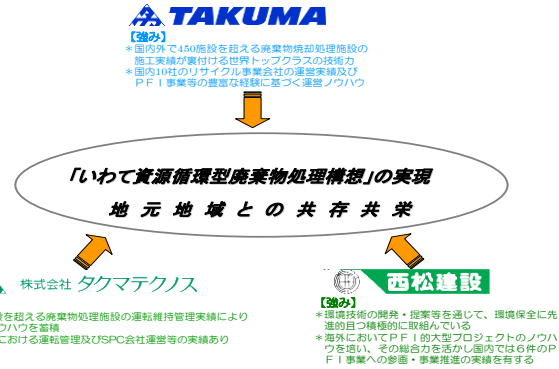 TAKUMA
【強み】
＊国内外で450施設を超える廃棄物焼却処理施設の
施工実績が裏付ける世界トップクラスの技術力
＊国内10社のリサイクル事業会社の運営実績及び
ＰＦＩ事業等の豊富な経験に基づく運営ノウハウ
「いわて資源循環型廃棄物処理構想」の実現
地元地域との共存共栄
株式会社 タクマテクノス
を超える廃棄物処理施設の運転維持管理実績により
ウハウを蓄積
における運転管理及びSPC会社運営等の実績あり
西松建設
【強み】
＊環境技術の開発・提案等を通じて、環境保全に先
進的且つ積極的に取組んでいる
＊海外においてＰＦＩ的大型プロジェクトのノウハ
ウを培い、その総合力を活かし国内では６件のＰ
ＦＩ事業への参画・事業推進の実績を有する